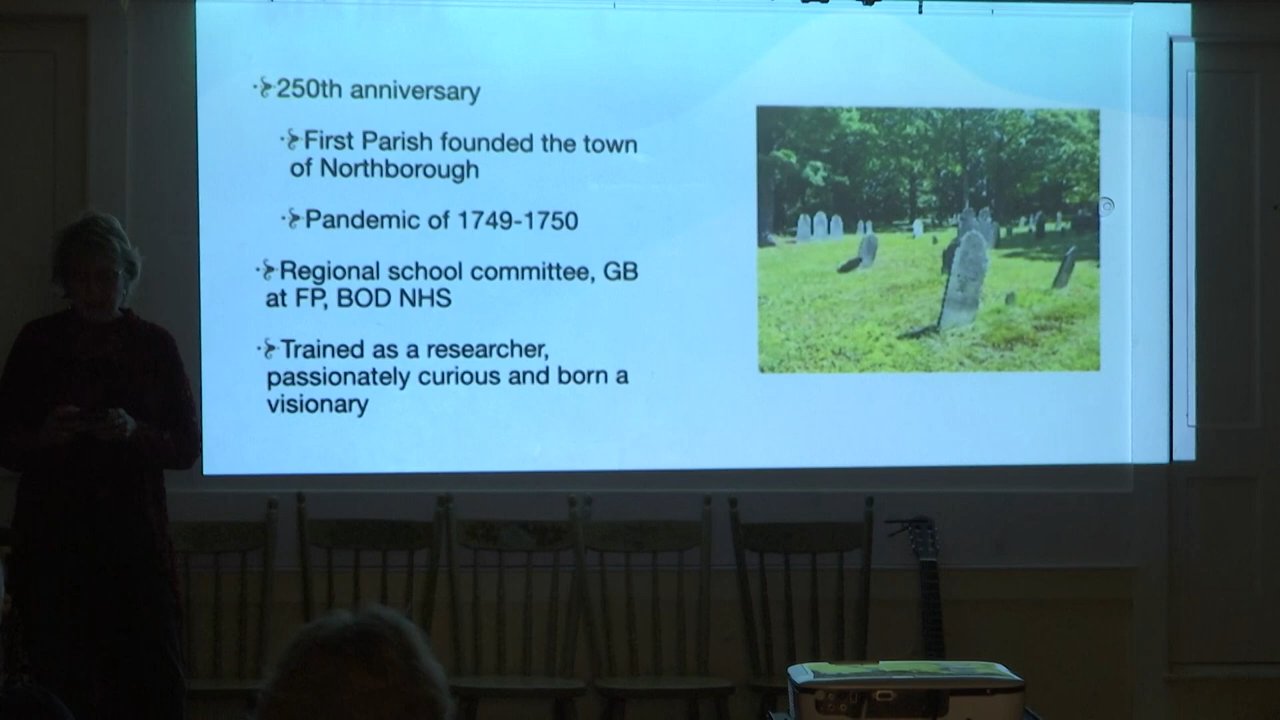 250th anniversary
First Parish founded the town
of Northborough
Pandemic of 1749-1750
Regional school committee, GB
at FP, BOD NHS
Trained as a researcher,
passionately curious and born a
visionary